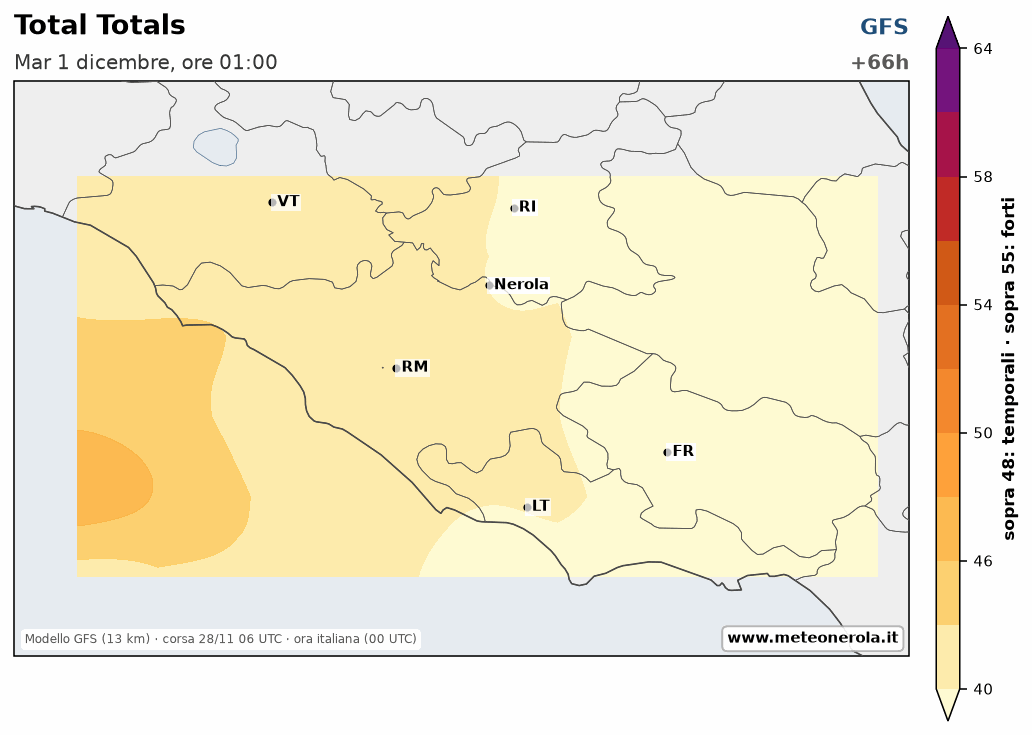 Total Totals
GFS
Mar 1 dicembre, ore 01:00
+66h
64
58
54
50
46
40
sopra 48: temporali · sopra 55: forti
VT
RI
Nerola
RM
FR
LT
Modello GFS (13 km) · corsa 28/11 06 UTC · ora italiana (00 UTC)
www.meteonerola.it